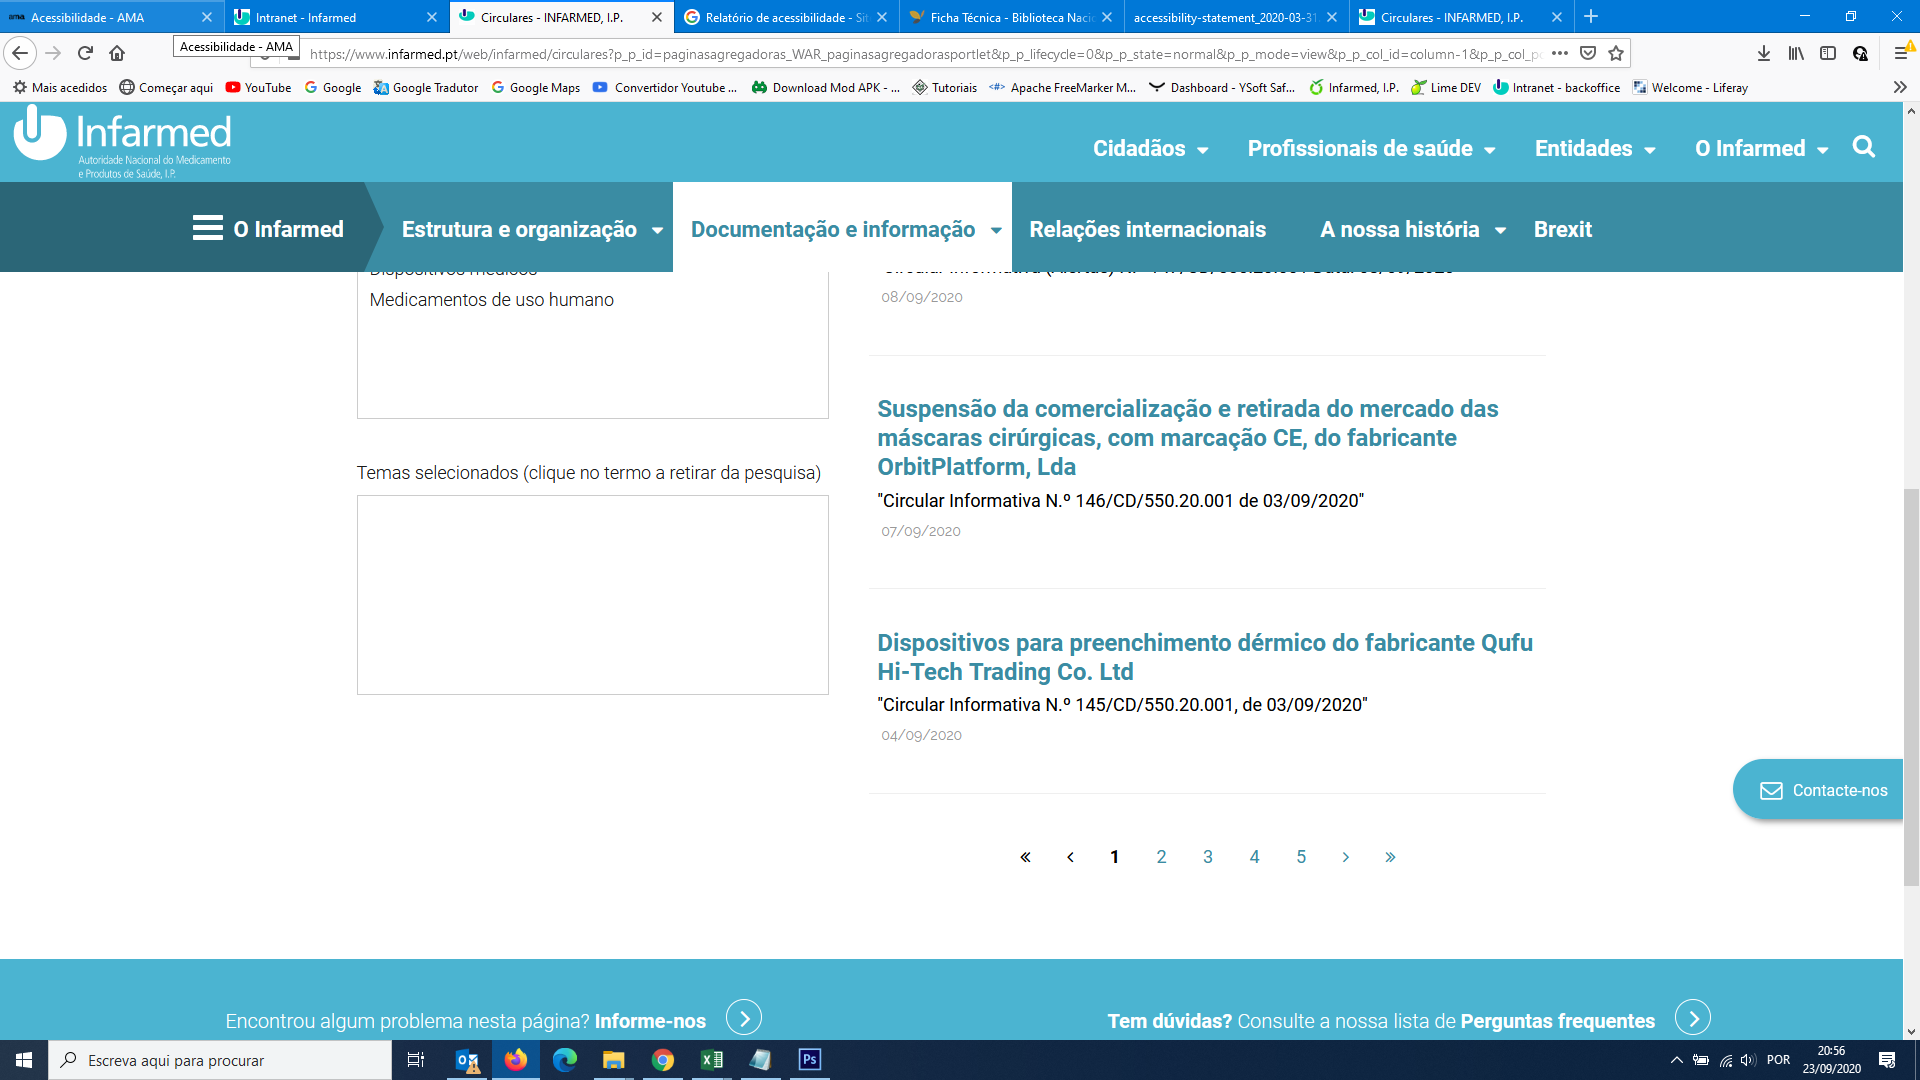 Acessibilidade - AMA
Intranet - Infarmed
Circulares - INFARMED, I.P.
Relatório de acessibilidade - Sit
Ficha Técnica - Biblioteca Nacio
accessibility-statement_2020-03-31
Circulares - INFARMED, I.P.
Acessibilidade - AMA
https://www.infarmed.pt/web/infarmed/circulares?p_p_id=paginasagregadoras_WAR_paginasagregadorasportlet&p_p_lifecycle=0&p_p_state=normal&p_p_mode=view&p_p_col_id=column-1&p_p_col_p
Mais acedidos
Começar aqui
YouTube
Google
Google Tradutor
Google Maps
Convertidor Youtube ...
Download Mod APK - ...
Tutoriais
Apache FreeMarker M...
Dashboard - YSoft Saf...
Infarmed, I.P.
Lime DEV
Intranet - backoffice
Welcome - Liferay
Infarmed
Autoridade Nacional do Medicamento
e Produtos de Saúde, I.P.
Cidadãos
Profissionais de saúde
Entidades
O Infarmed
O Infarmed
Estrutura e organização
Documentação e informação
Relações internacionais
A nossa história
Brexit
Dispositivos médicos
Medicamentos de uso humano
Temas selecionados (clique no termo a retirar da pesquisa)
08/09/2020
Suspensão da comercialização e retirada do mercado das
máscaras cirúrgicas, com marcação CE, do fabricante
OrbitPlatform, Lda
"Circular Informativa N.º 146/CD/550.20.001 de 03/09/2020"
07/09/2020
Dispositivos para preenchimento dérmico do fabricante Qufu
Hi-Tech Trading Co. Ltd
"Circular Informativa N.º 145/CD/550.20.001, de 03/09/2020"
04/09/2020
Contacte-nos
« ‹ 1 2 3 4 5 › »
Encontrou algum problema nesta página? Informe-nos
Tem dúvidas? Consulte a nossa lista de Perguntas frequentes
Escreva aqui para procurar
Ps
POR
20:56
23/09/2020